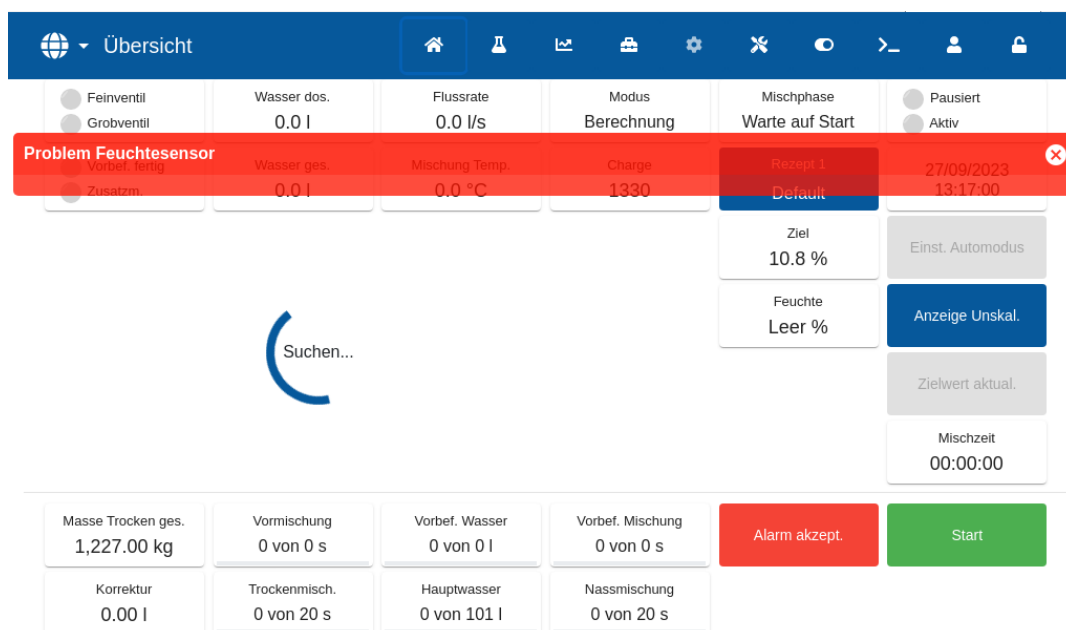 Übersicht
Feinventil
Grobventil
Wasser dos.
0.0 l
Flussrate
0.0 l/s
Modus
Berechnung
Mischphase
Warte auf Start
Pausiert
Aktiv
Problem Feuchtesensor
Vorbef. fertig
Zusatzm.
Wasser ges.
0.0 l
Mischung Temp.
0.0 °C
Charge
1330
Rezept 1
Default
27/09/2023
13:17:00
Ziel
10.8 %
Einst. Automodus
Feuchte
Leer %
Anzeige Unskal.
Suchen...
Zielwert aktual.
Mischzeit
00:00:00
Masse Trocken ges.
1,227.00 kg
Vormischung
0 von 0 s
Vorbef. Wasser
0 von 0 l
Vorbef. Mischung
0 von 0 s
Alarm akzept.
Start
Korrektur
0.00 l
Trockenmisch.
0 von 20 s
Hauptwasser
0 von 101 l
Nassmischung
0 von 20 s